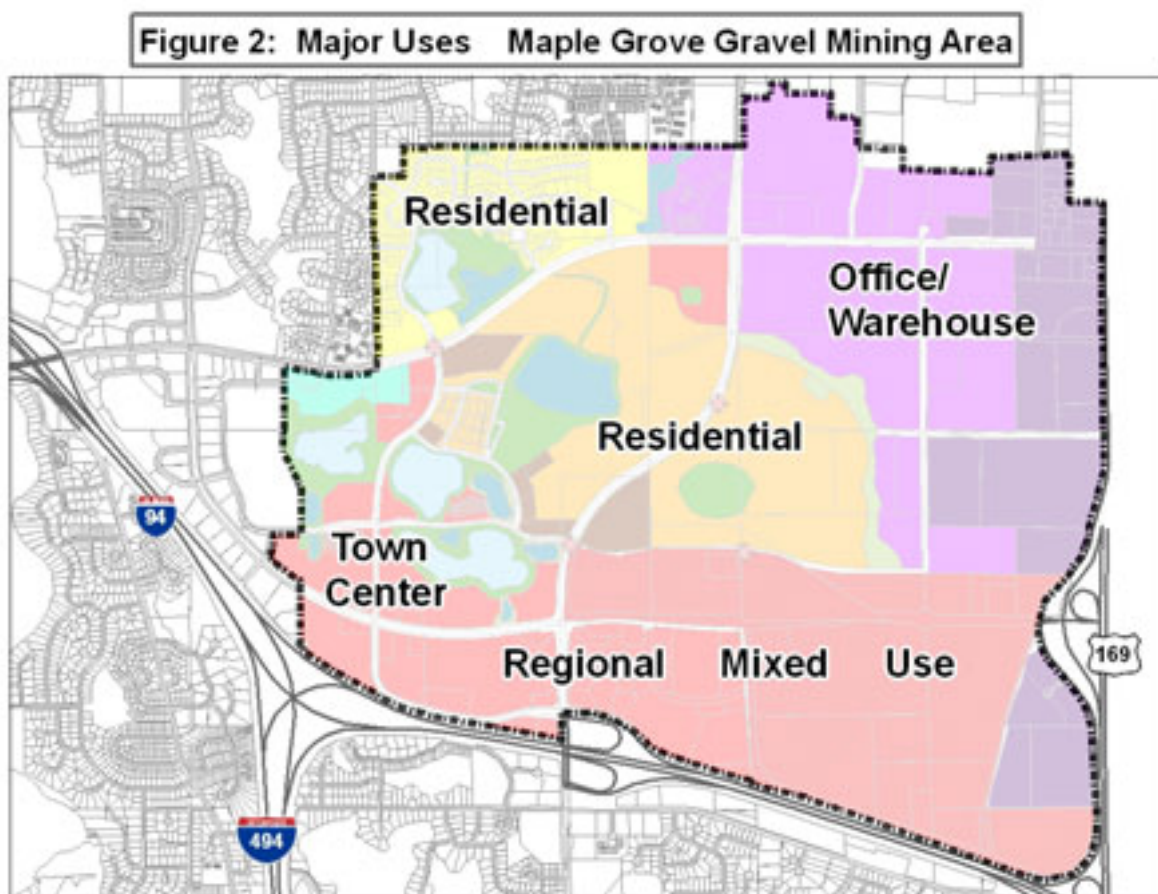 Figure 2: Major Uses Maple Grove Gravel Mining Area
Residential
Office/
Warehouse
Residential
94
Town
Center
Regional Mixed Use
169
494